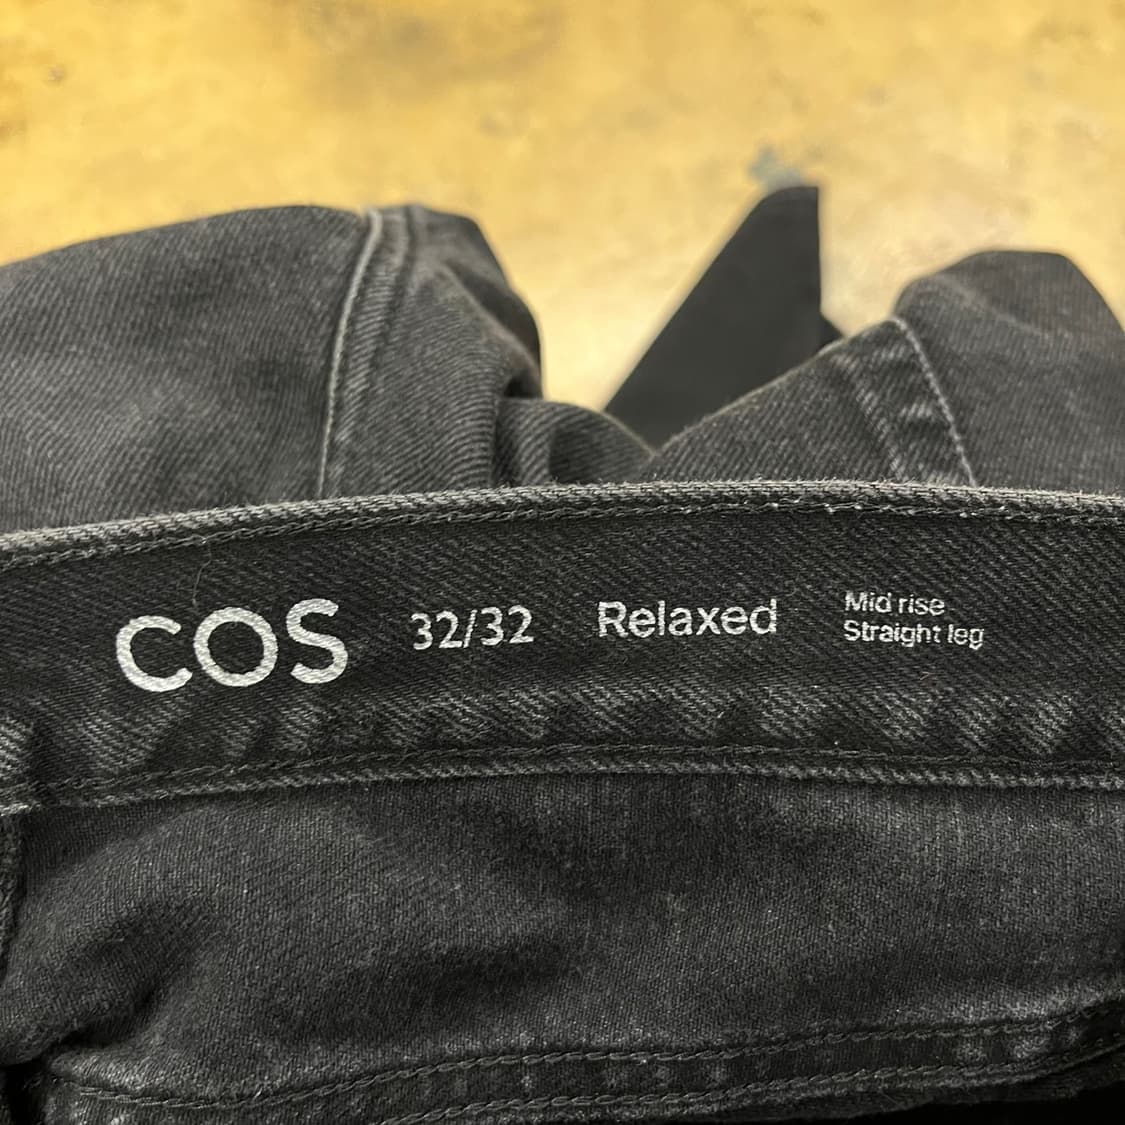 COS 32/32 Relaxed
Mid rise
Straight leg